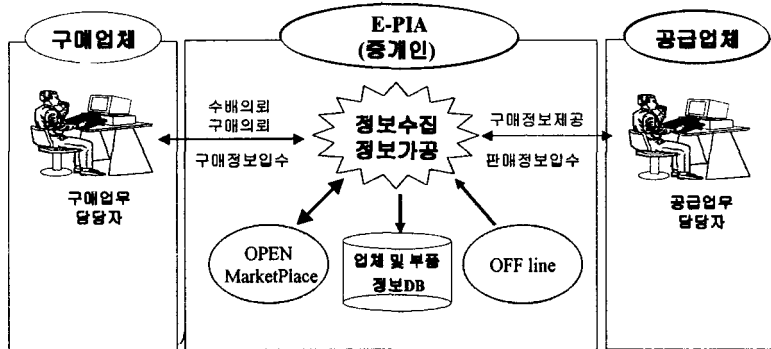 구매업체
E-PIA
(중계인)
공급업체
수배의뢰
구매의뢰
구매정보입수
정보수집
정보가공
구매정보제공
판매정보입수
구매업무
담당자
공급업무
담당자
OPEN
MarketPlace
업체 및 부품
정보DB
OFF line